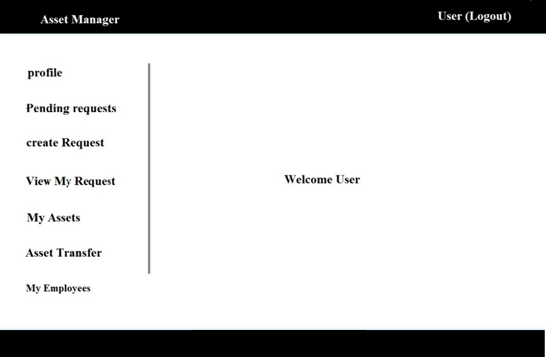 Asset Manager
User (Logout)
profile
Pending requests
create Request
View My Request
Welcome User
My Assets
Asset Transfer
My Employees